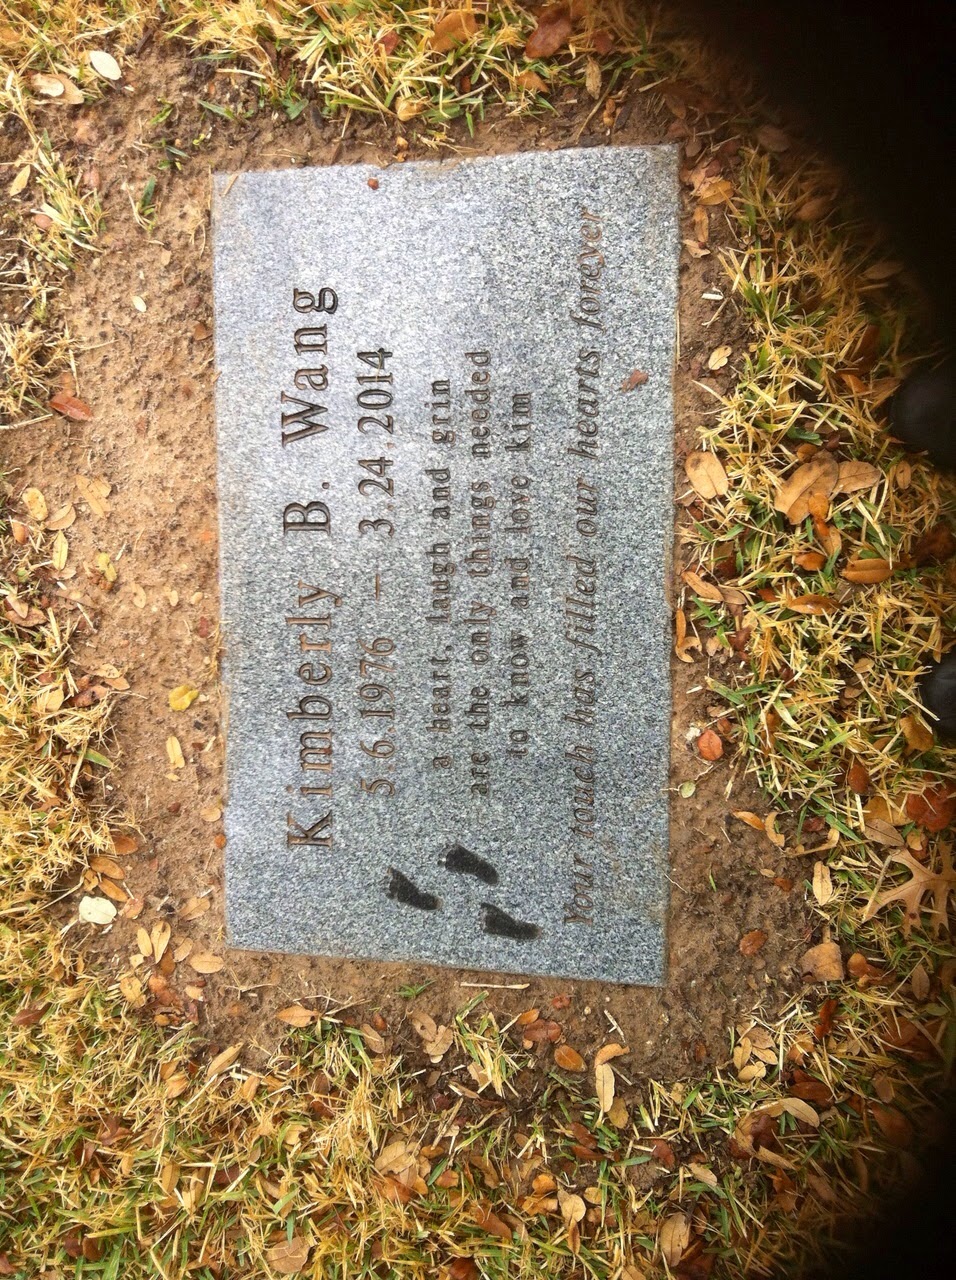 Kimberly B. Wang
5.6.1976 – 3.24.2014
a heart, laugh and grin
are the only things needed
to know and love kim
Your touch has filled our hearts forever